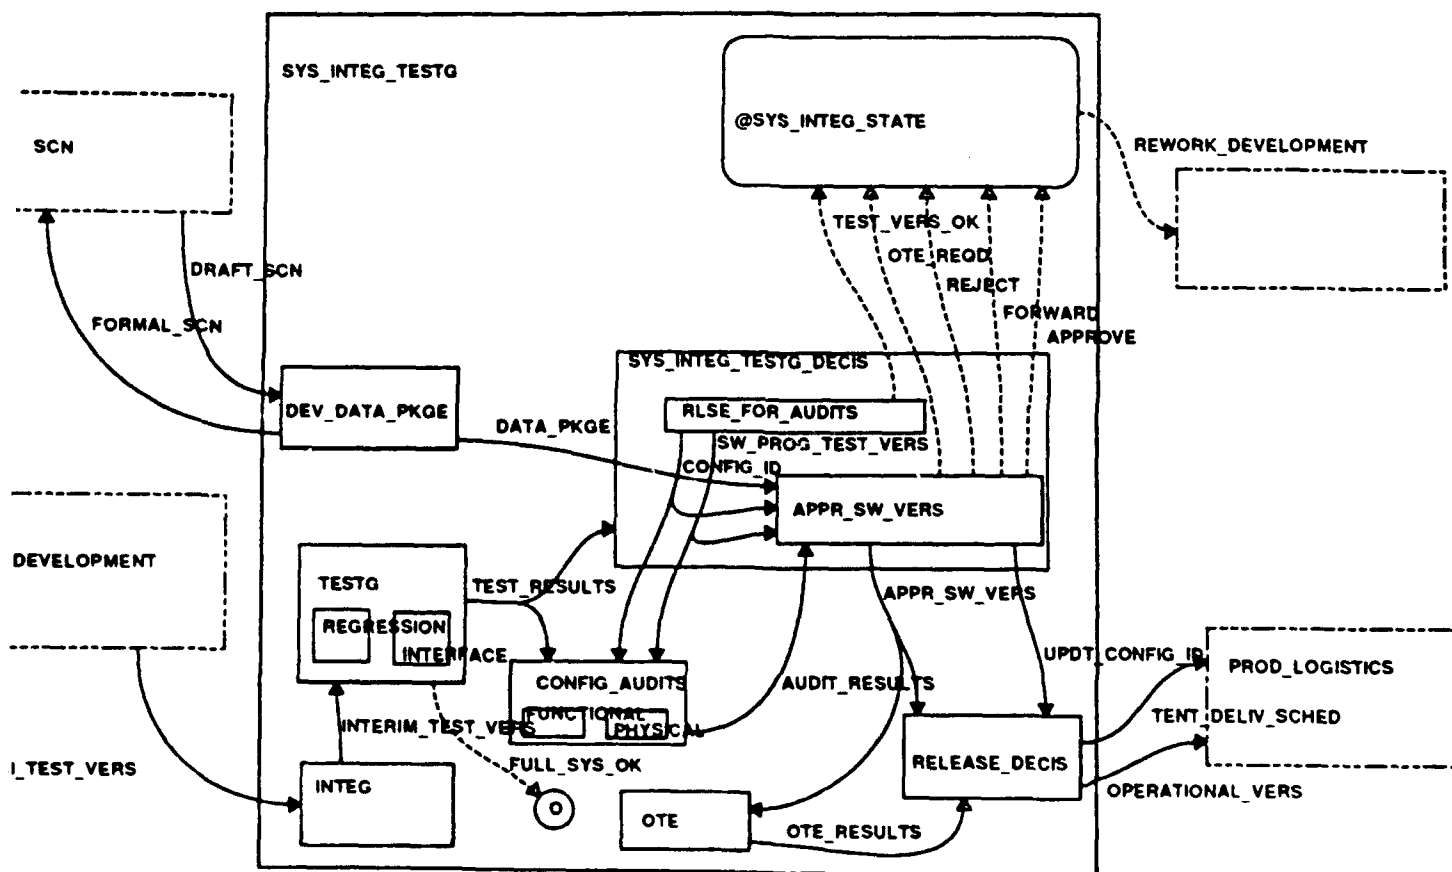 SYS_INTEG_TESTG
@SYS_INTEG_STATE
SCN
REWORK_DEVELOPMENT
TEST_VERS_OK
OTE_REQD
DRAFT_SCN
REJECT
FORMAL_SCN
FORWARD
APPROVE
SYS_INTEG_TESTG_DECIS
DEV_DATA_PKGE
RLSE_FOR_AUDITS
DATA_PKGE
SW_PROG_TEST_VERS
CONFIG_ID
APPR_SW_VERS
DEVELOPMENT
TESTG
TEST_RESULTS
APPR_SW_VERS
REGRESSION
INTERFACE
UPDT_CONFIG_ID
PROD_LOGISTICS
CONFIG_AUDITS
AUDIT_RESULTS
FUNCTIONAL
PHYSICAL
INTERIM_TEST_VERS
TENT_DELIV_SCHED
FULL_SYS_OK
RELEASE_DECIS
I_TEST_VERS
INTEG
OPERATIONAL_VERS
O
OTE
OTE_RESULTS